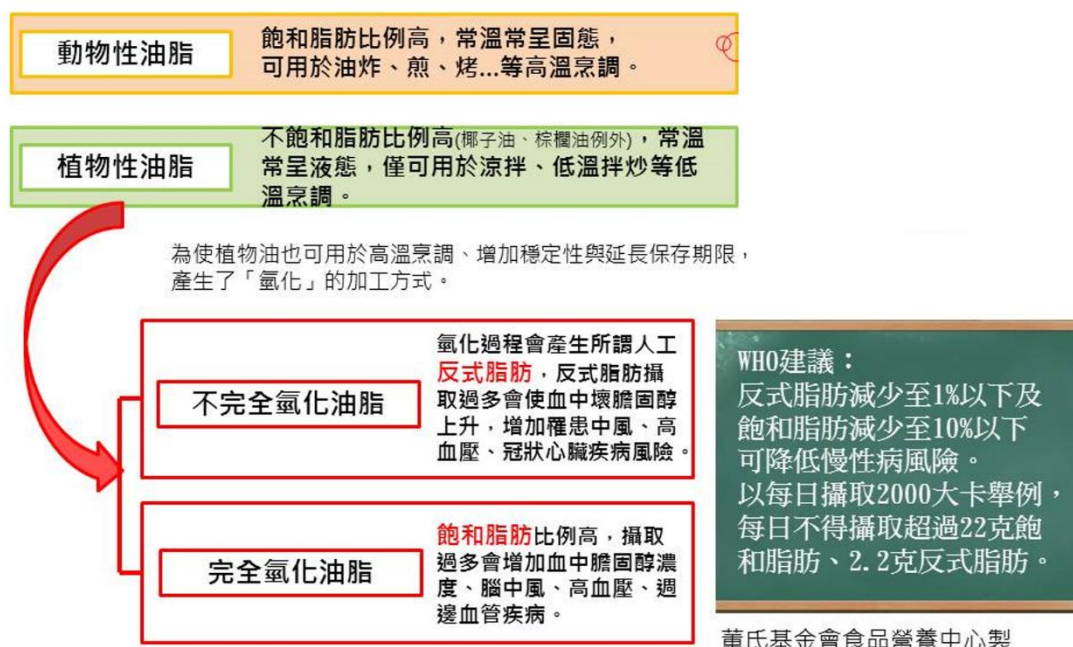 動物性油脂
飽和脂肪比例高，常溫常呈固態，
可用於油炸、煎、烤...等高溫烹調。
植物性油脂
不飽和脂肪比例高(椰子油、棕櫚油例外)，常溫
常呈液態，僅可用於涼拌、低溫拌炒等低
溫烹調。
為使植物油也可用於高溫烹調、增加穩定性與延長保存期限，
產生了「氫化」的加工方式。
不完全氫化油脂
氫化過程會產生所謂人工
反式脂肪，反式脂肪攝
取過多會使血中壞膽固醇
上升，增加罹患中風、高
血壓、冠狀心臟疾病風險。
完全氫化油脂
飽和脂肪比例高，攝取
過多會增加血中膽固醇濃
度、腦中風、高血壓、週
邊血管疾病。
WHO建議：
反式脂肪減少至1%以下及
飽和脂肪減少至10%以下
可降低慢性病風險。
以每日攝取2000大卡舉例，
每日不得攝取超過22克飽
和脂肪、2.2克反式脂肪。
董氏基金會食品營養中心製